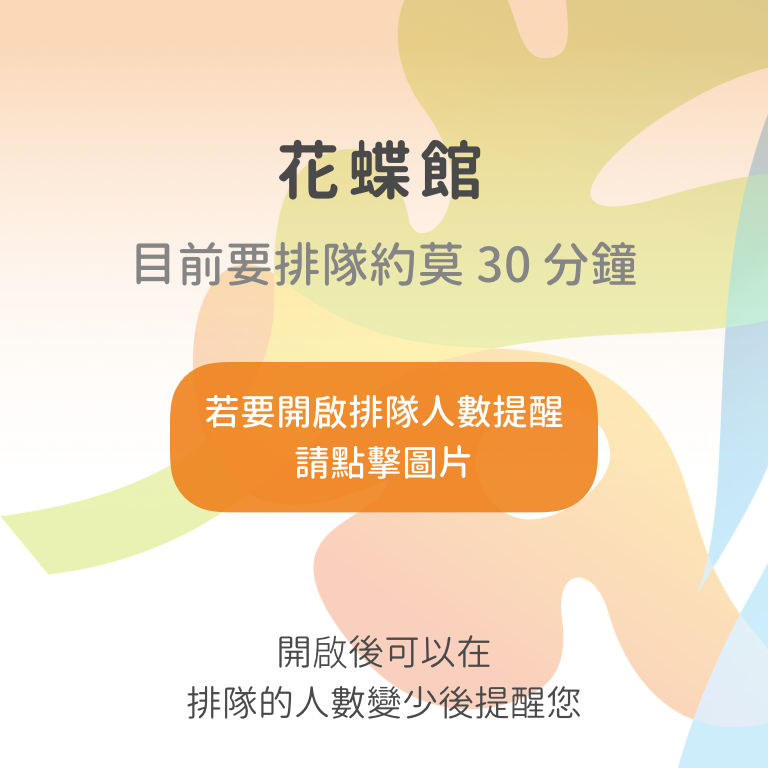 花蝶館
目前要排隊約莫 30 分鐘
若要開啟排隊人數提醒
請點擊圖片
開啟後可以在
排隊的人數變少後提醒您